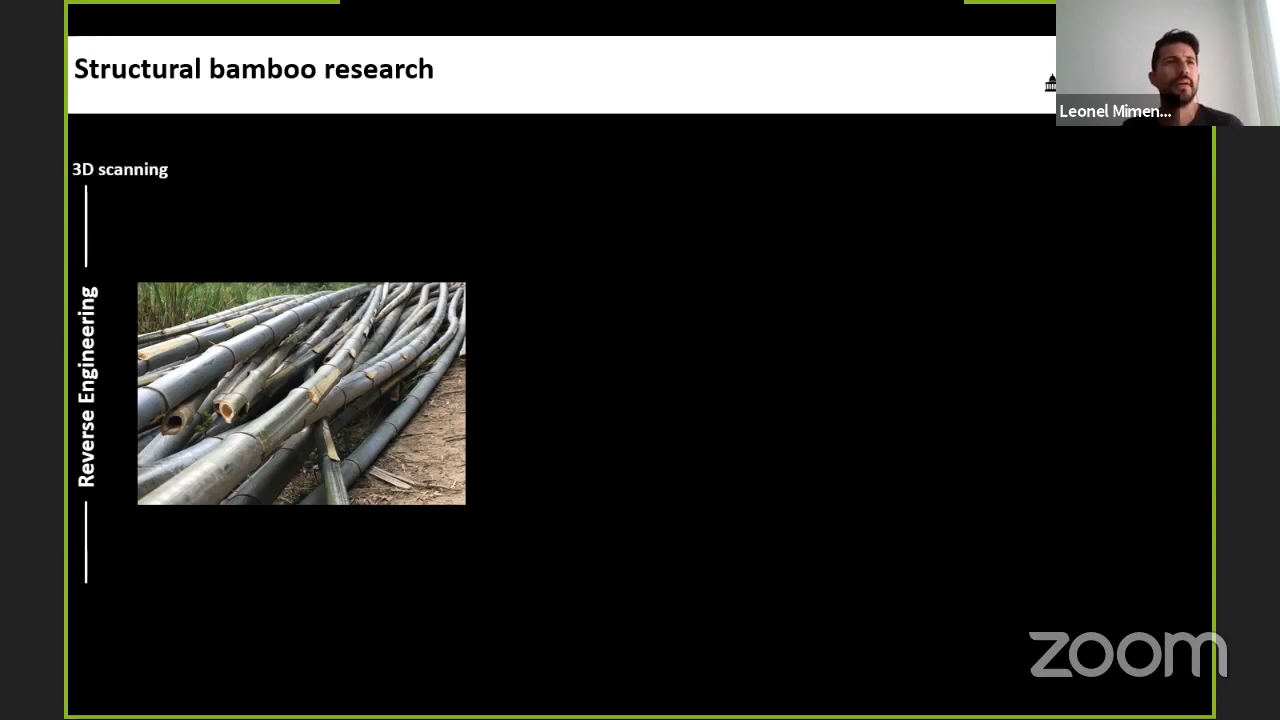 Structural bamboo research
Leonel Mimen...
3D scanning
Reverse Engineering
zoom